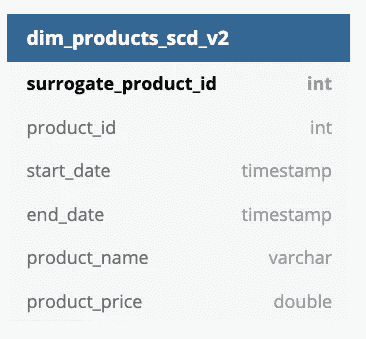 dim_products_scd_v2
surrogate_product_id int
product_id int
start_date timestamp
end_date timestamp
product_name varchar
product_price double